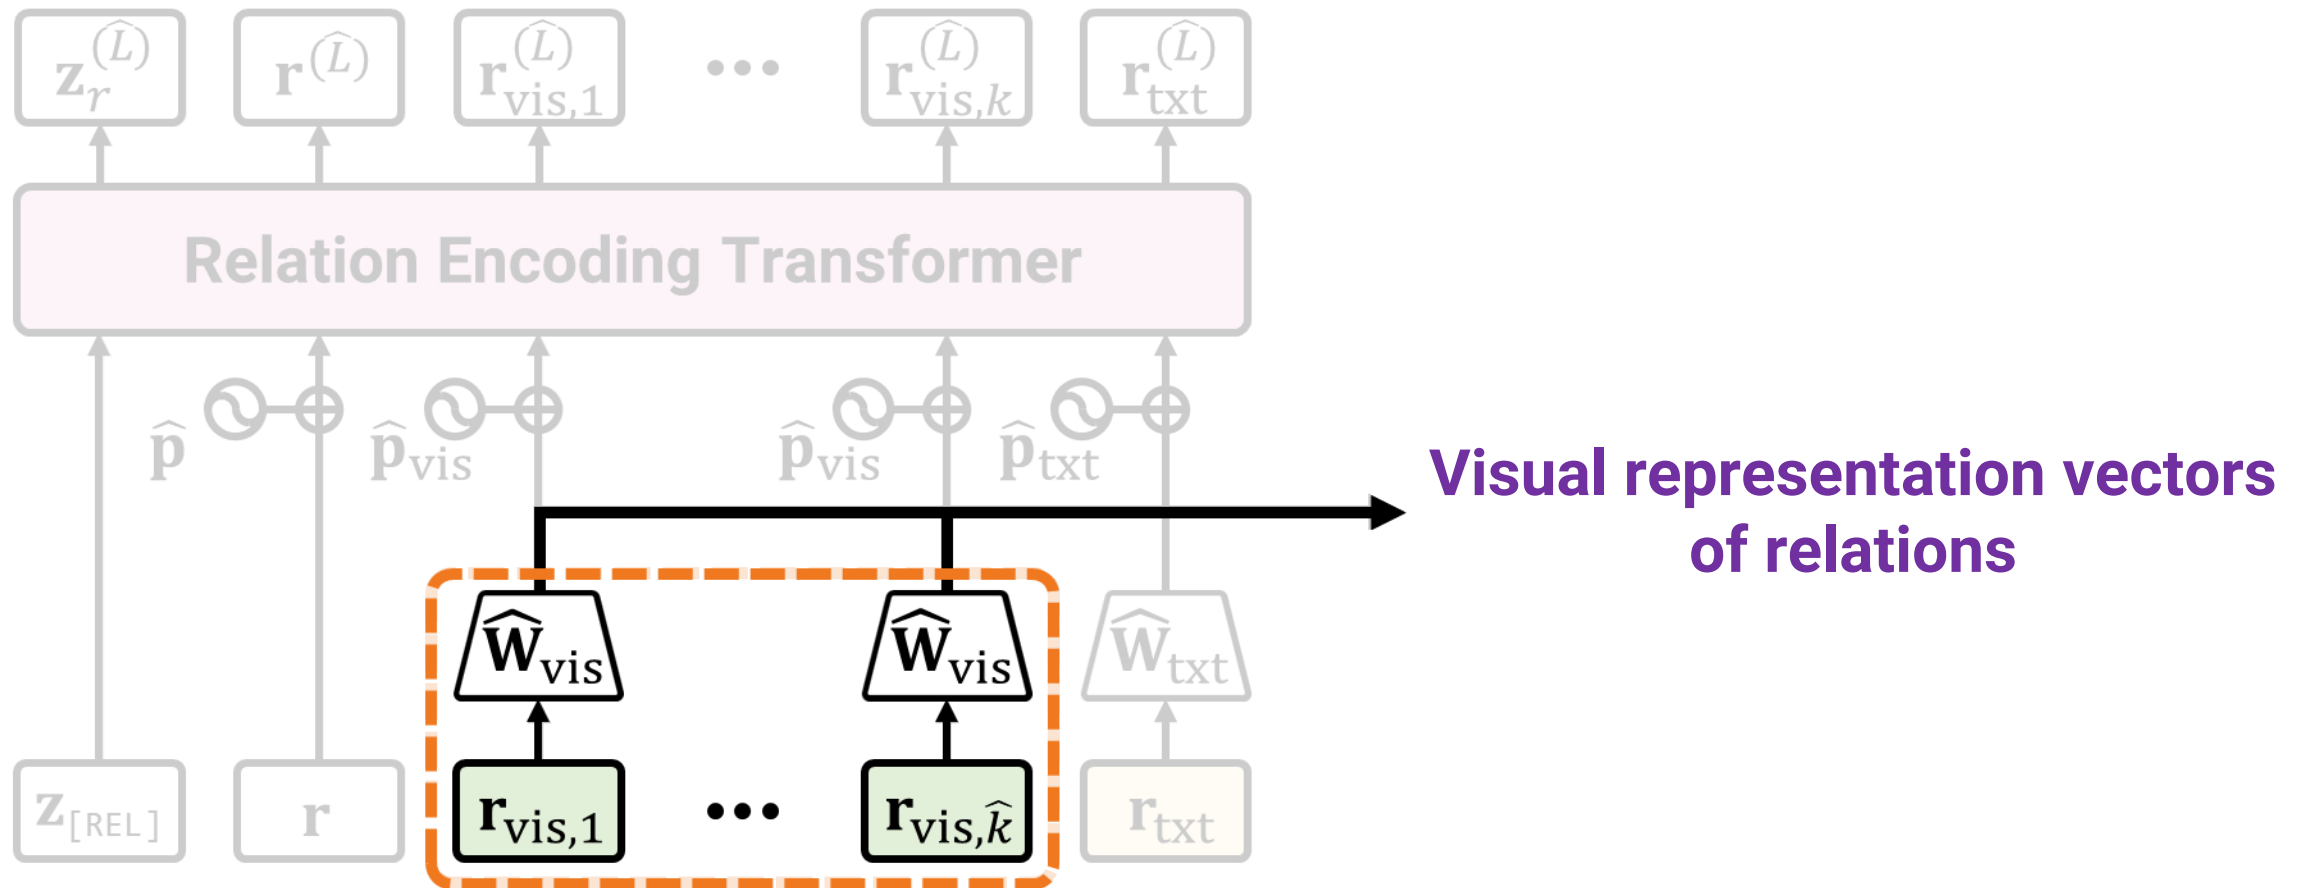 z_r^(L̂) r^(L̂) r_vis,1^(L̂) ••• r_vis,k^(L̂) r_txt^(L̂)
Relation Encoding Transformer
p̂ p̂_vis p̂_vis p̂_txt
Visual representation vectors
of relations
Ŵ_vis Ŵ_vis Ŵ_txt
z_[REL] r r_vis,1 ••• r_vis,k̂ r_txt